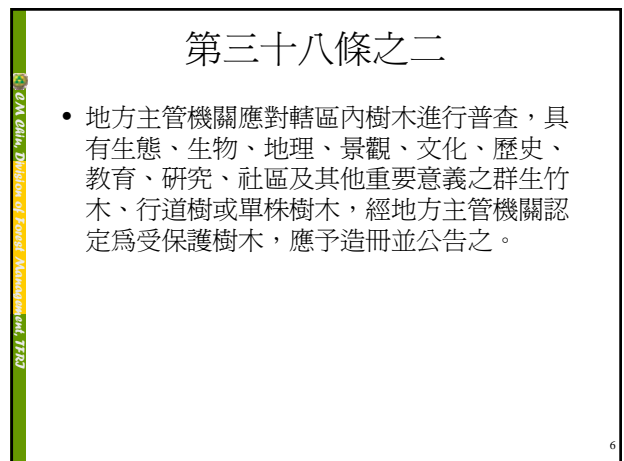 第三十八條之二
• 地方主管機關應對轄區內樹木進行普查，具
有生態、生物、地理、景觀、文化、歷史、
教育、研究、社區及其他重要意義之群生竹
木、行道樹或單株樹木，經地方主管機關認
定為受保護樹木，應予造冊並公告之。
C M Chin, Division of Forest Management, TFRI
6